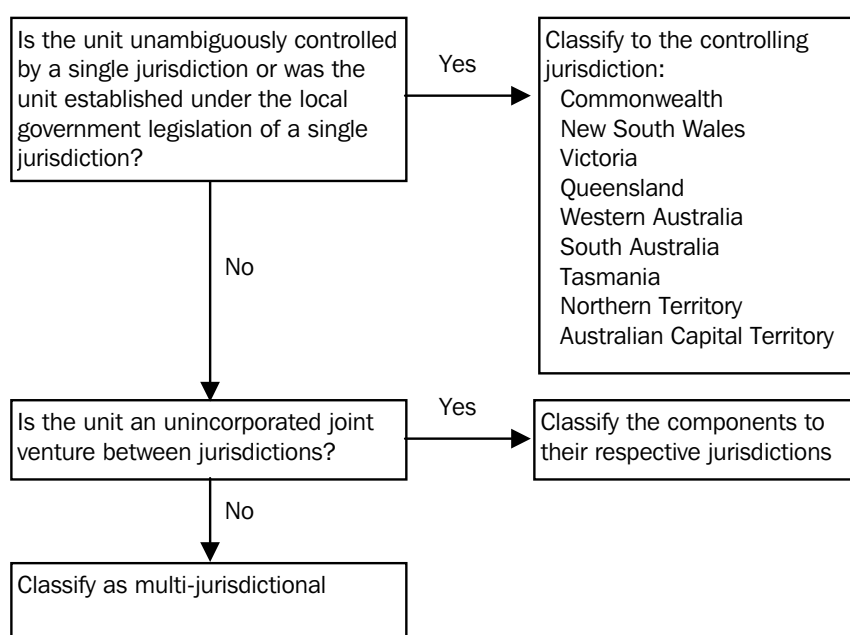 Is the unit unambiguously controlled
by a single jurisdiction or was the
unit established under the local
government legislation of a single
jurisdiction?
Yes
Classify to the controlling
jurisdiction:
Commonwealth
New South Wales
Victoria
Queensland
Western Australia
South Australia
Tasmania
Northern Territory
Australian Capital Territory
No
Is the unit an unincorporated joint
venture between jurisdictions?
Yes
Classify the components to
their respective jurisdictions
No
Classify as multi-jurisdictional